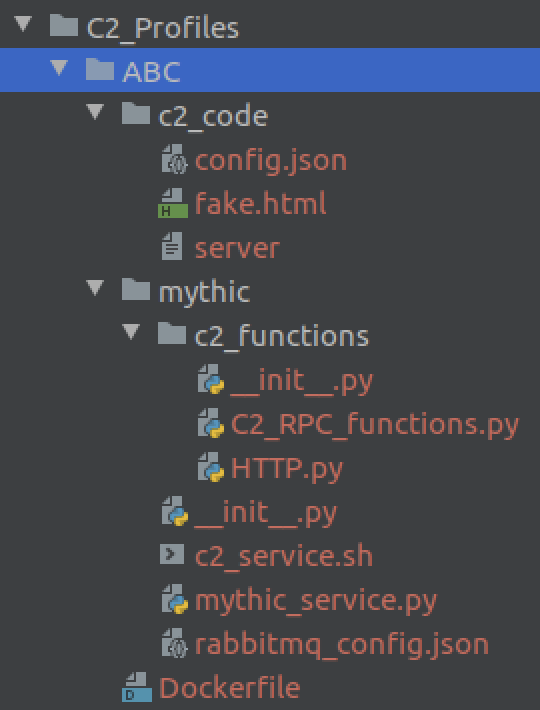 C2_Profiles
ABC
c2_code
config.json
fake.html
server
mythic
c2_functions
__init__.py
C2_RPC_functions.py
HTTP.py
__init__.py
c2_service.sh
mythic_service.py
rabbitmq_config.json
Dockerfile